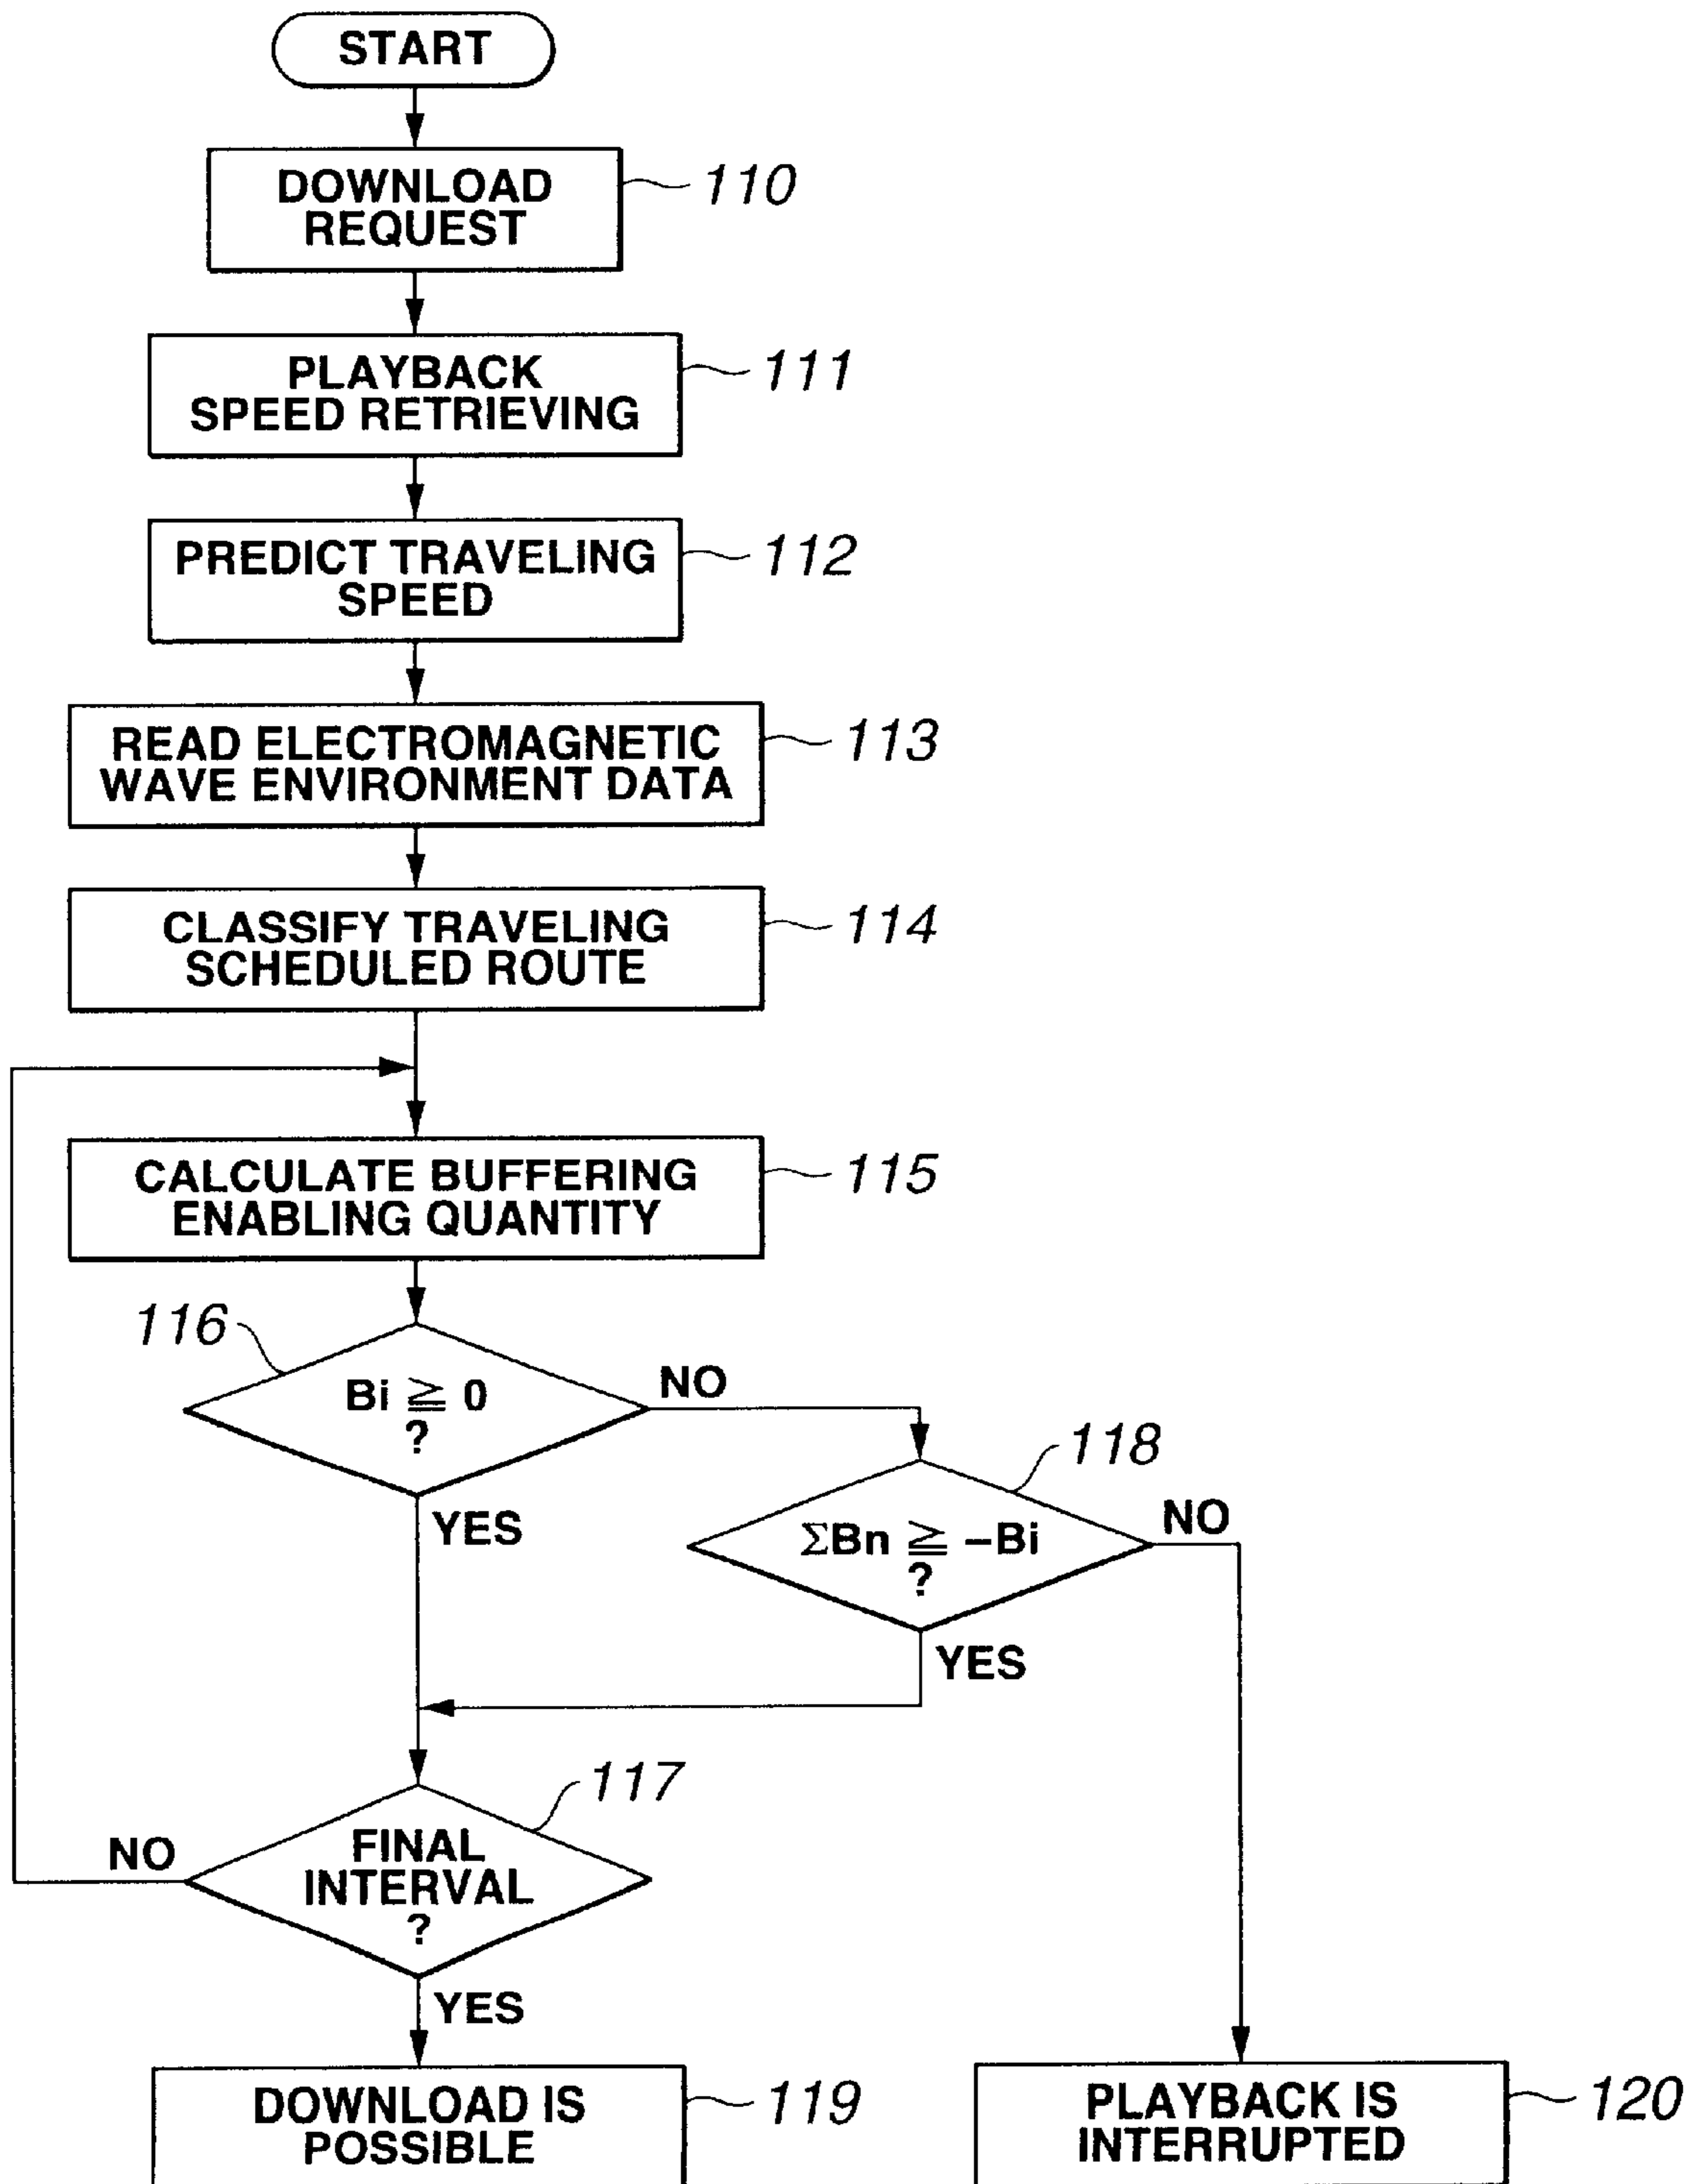 START
DOWNLOAD
REQUEST
110
PLAYBACK
SPEED RETRIEVING
111
PREDICT TRAVELING
SPEED
112
READ ELECTROMAGNETIC
WAVE ENVIRONMENT DATA
113
CLASSIFY TRAVELING
SCHEDULED ROUTE
114
CALCULATE BUFFERING
ENABLING QUANTITY
115
116
Bi ≧ 0
?
NO
YES
118
ΣBn ≧ –Bi
?
NO
YES
117
FINAL
INTERVAL
?
NO
YES
DOWNLOAD IS
POSSIBLE
119
PLAYBACK IS
INTERRUPTED
120